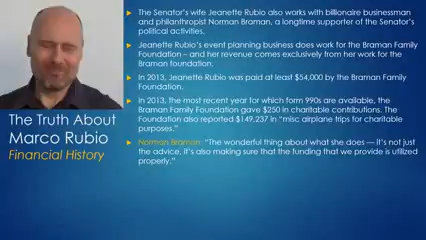 The Senator's wife Jeanette Rubio also works with billionaire businessman
and philanthropist Norman Braman, a longtime supporter of the Senator's
political activities.
Jeanette Rubio's event planning business does work for the Braman Family
Foundation – and her revenue comes exclusively from her work for the
Braman foundation.
In 2013, Jeanette Rubio was paid at least $54,000 by the Braman Family
Foundation.
In 2013, the most recent year for which form 990s are available, the
Braman Family Foundation gave $250 in charitable contributions. The
Foundation also reported $149,237 in "misc airplane trips for charitable
purposes."
Norman Braman: "The wonderful thing about what she does — it's not just
the advice, it's also making sure that the funding that we provide is utilized
properly."
The Truth About
Marco Rubio
Financial History